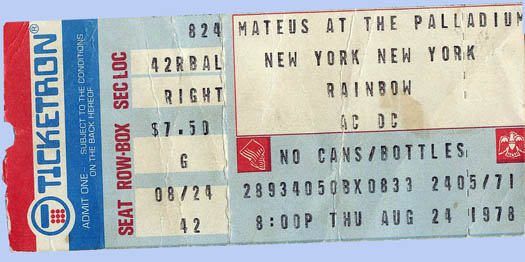 TICKETRON
ADMIT ONE. SUBJECT TO THE CONDITIONS
ON THE BACK HEREOF
SEAT ROW-BOX SEC LOC
824
42RBAL
RIGHT
$7.50
G
08/24
42
MATEUS AT THE PALLADIUM
NEW YORK NEW YORK
RAINBOW
AC DC
NO CANS/BOTTLES
28934050BX0833 2405/71
8:00P THU AUG 24 1978